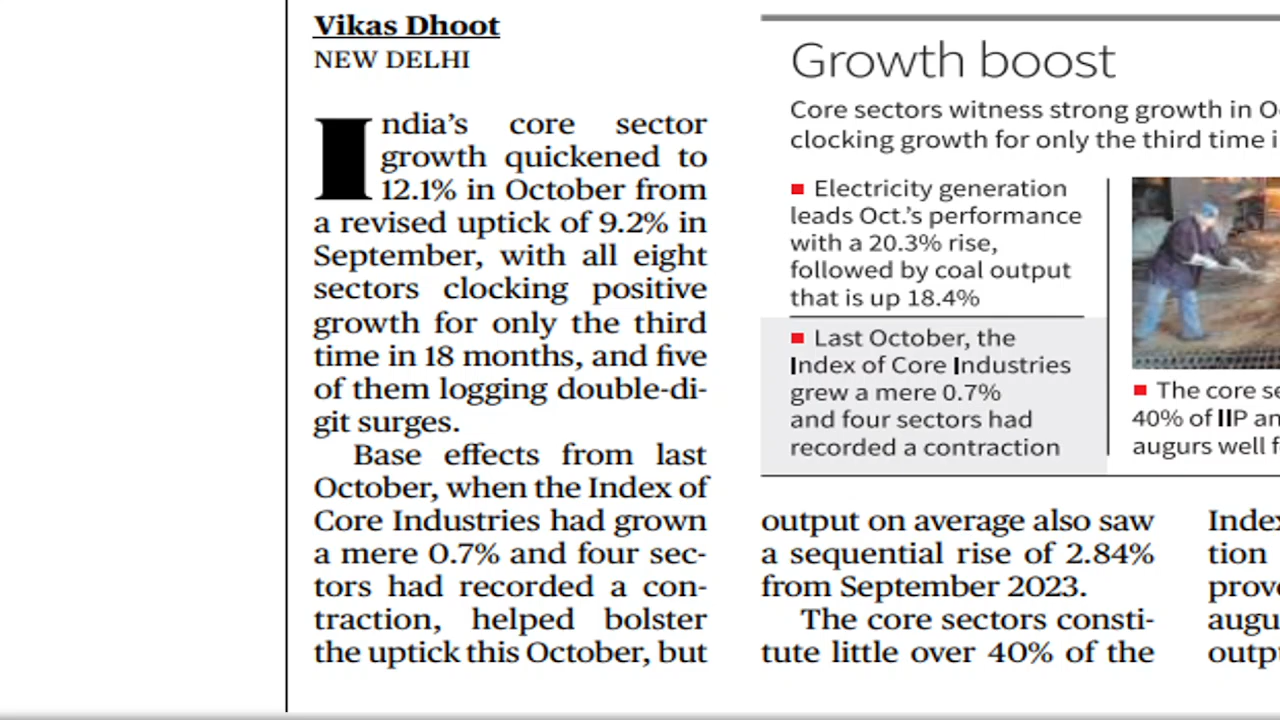 Vikas Dhoot
NEW DELHI
India's core sector
growth quickened to
12.1% in October from
a revised uptick of 9.2% in
September, with all eight
sectors clocking positive
growth for only the third
time in 18 months, and five
of them logging double-di-
git surges.
Base effects from last
October, when the Index of
Core Industries had grown
a mere 0.7% and four sec-
tors had recorded a con-
traction, helped bolster
the uptick this October, but
Growth boost
Core sectors witness strong growth in
clocking growth for only the third time
Electricity generation
leads Oct.'s performance
with a 20.3% rise,
followed by coal output
that is up 18.4%
Last October, the
Index of Core Industries
grew a mere 0.7%
and four sectors had
recorded a contraction
The core
40% of IIP
augurs well
output on average also saw
a sequential rise of 2.84%
from September 2023.
The core sectors consti-
tute little over 40% of the
tion